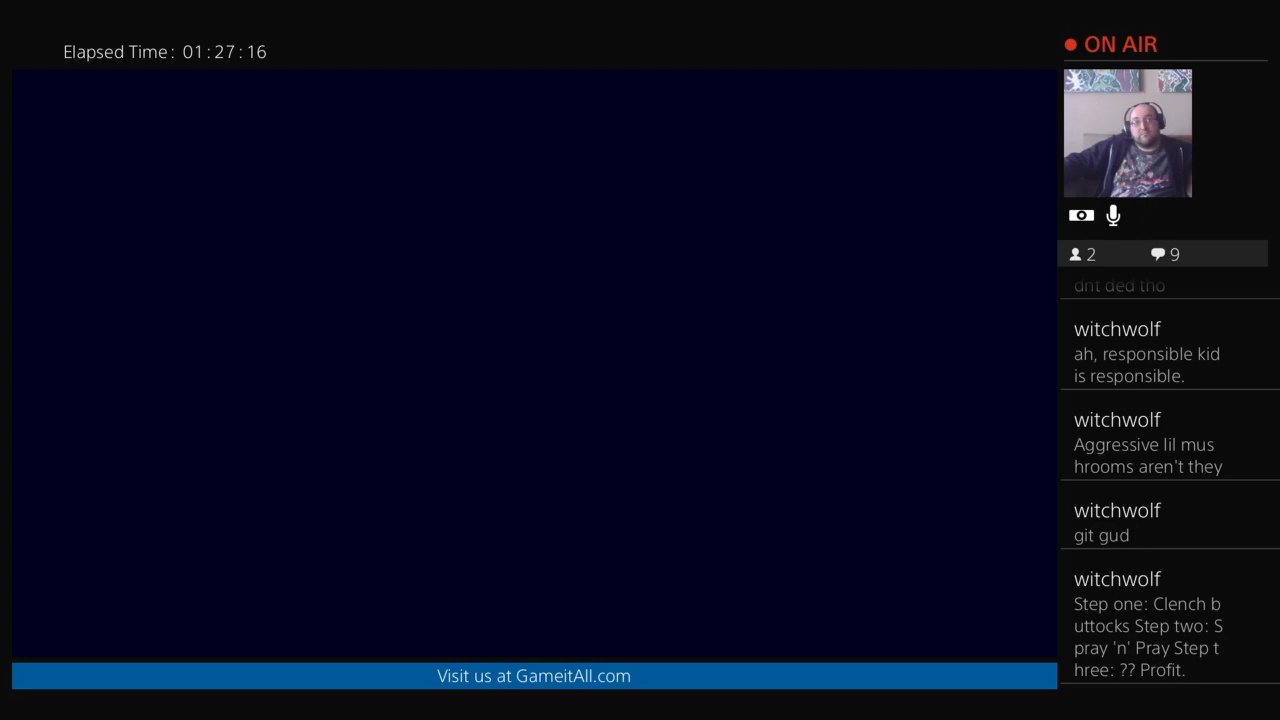 Elapsed Time: 01:27:16
ON AIR
2 9
dnt ded tho
witchwolf
ah, responsible kid
is responsible.
witchwolf
Aggressive lil mus
hrooms aren't they
witchwolf
git gud
witchwolf
Step one: Clench b
uttocks Step two: S
pray 'n' Pray Step t
hree: ?? Profit.
Visit us at GameitAll.com